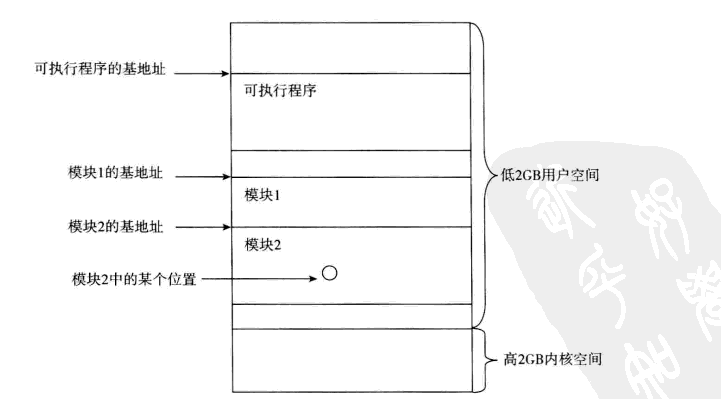 可执行程序的基地址
可执行程序
模块1的基地址
低2GB用户空间
模块1
模块2的基地址
模块2
模块2中的某个位置
高2GB内核空间